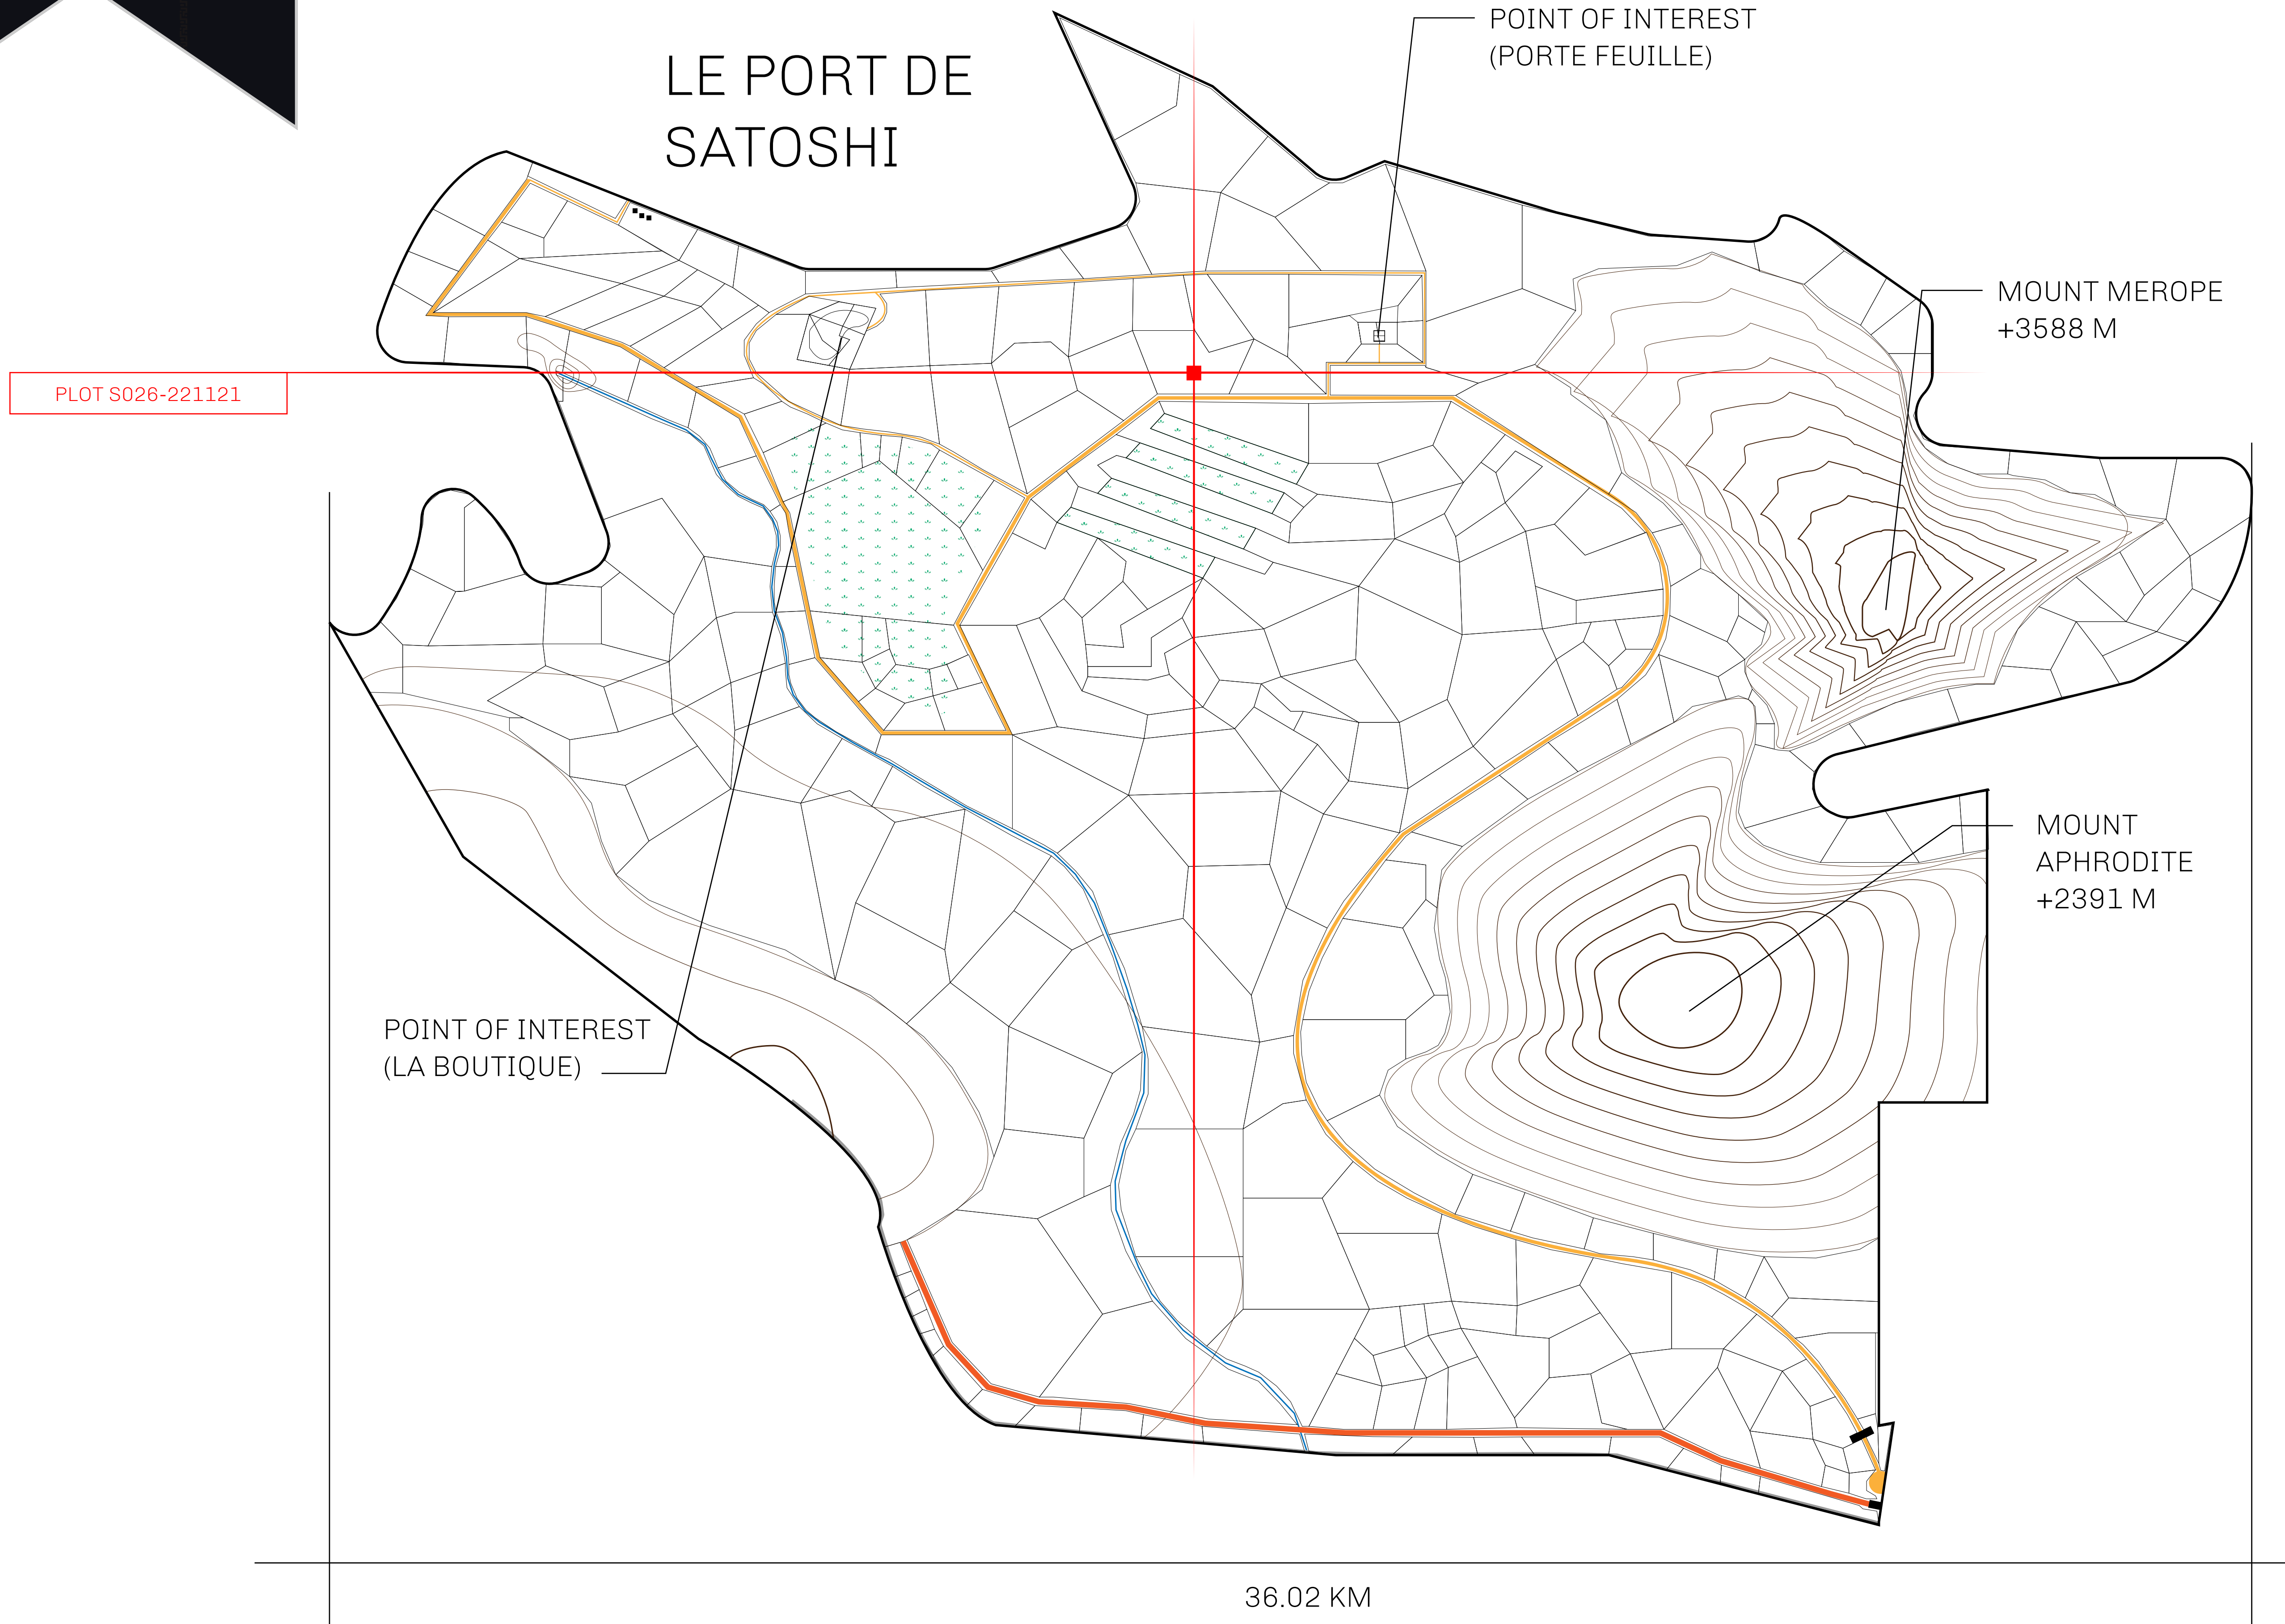 LE PORT DE
SATOSHI
POINT OF INTEREST
(PORTE FEUILLE)
MOUNT MEROPE
+3588 M
PLOT S026-221121
MOUNT
APHRODITE
+2391 M
POINT OF INTEREST
(LA BOUTIQUE)
36.02 KM